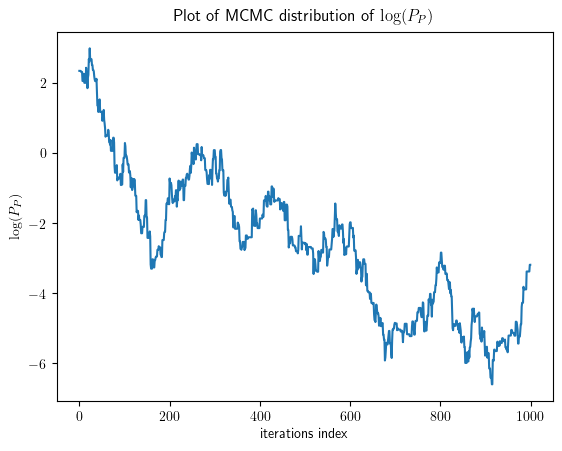 Plot of MCMC distribution of log(P_P)
2
0
−2
−4
−6
log(P_P)
0 200 400 600 800 1000
iterations index